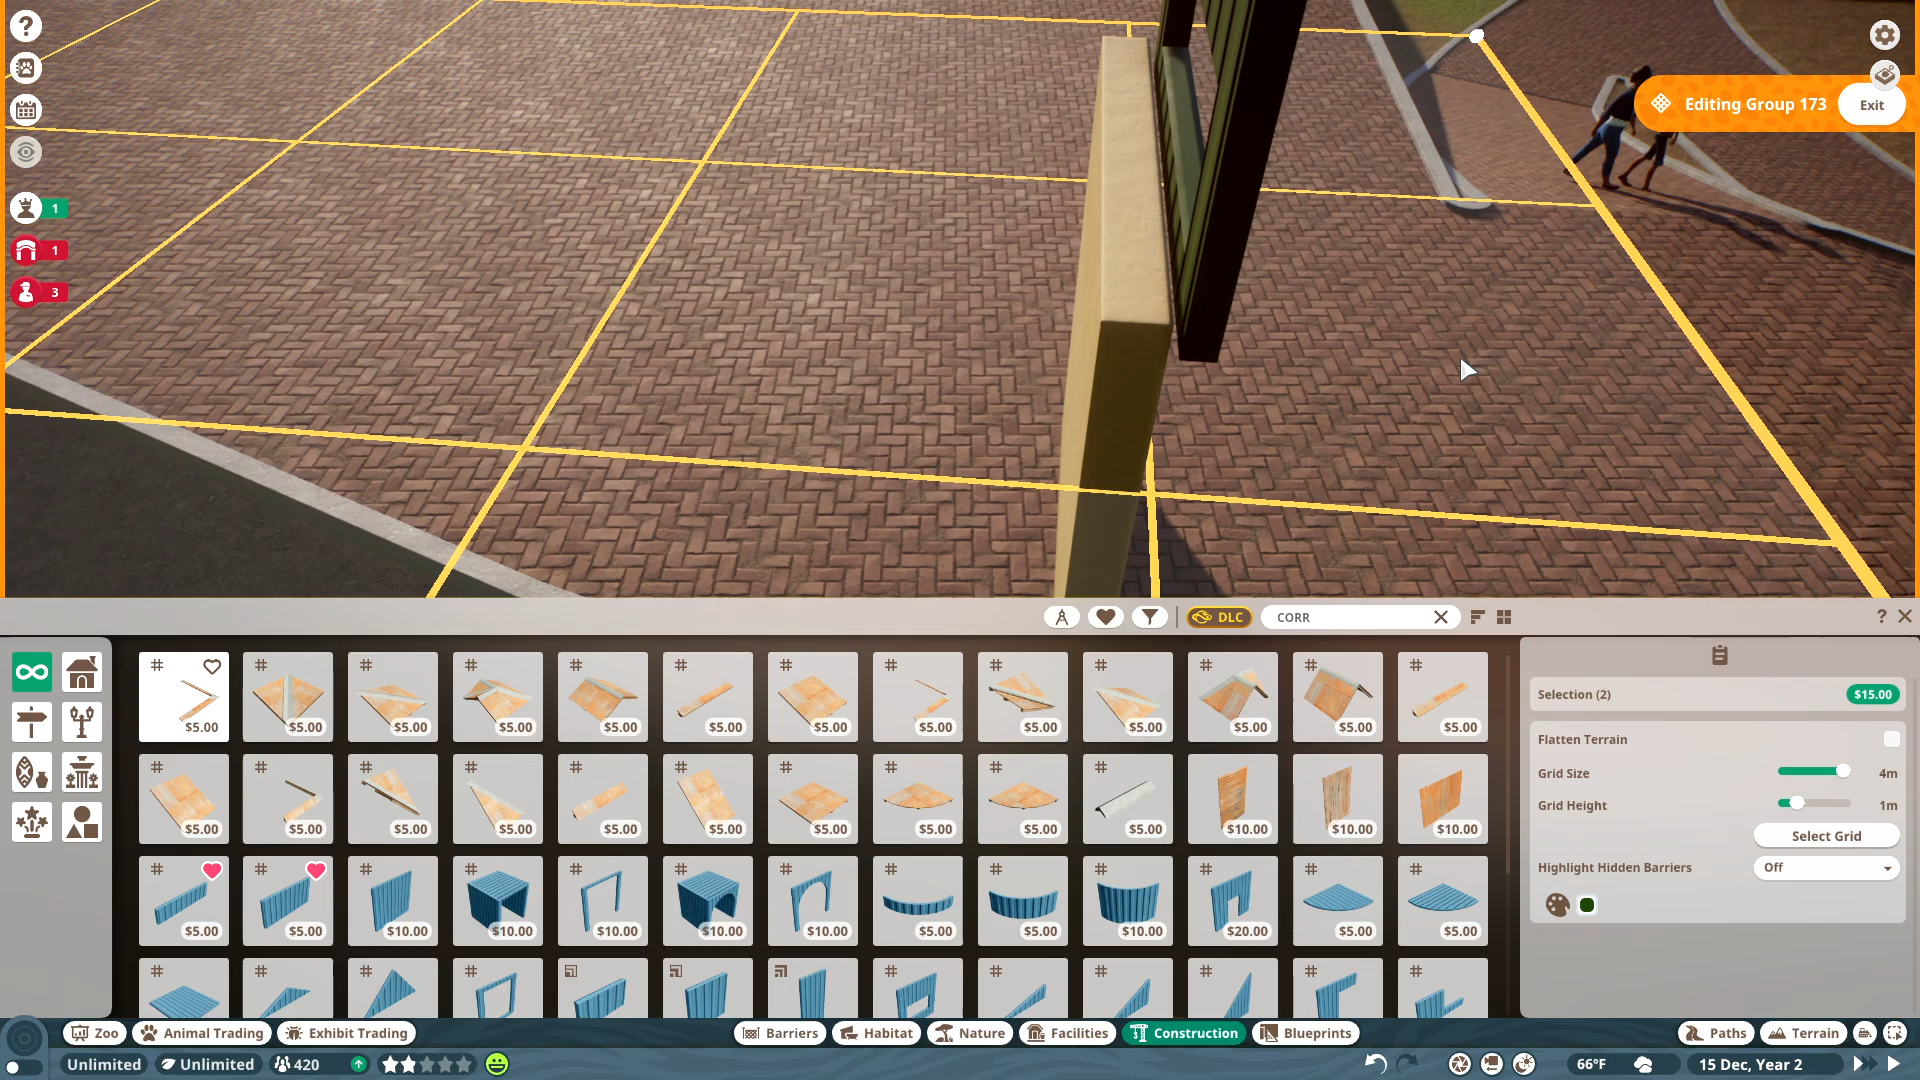 ?
Editing Group 173
Exit
1
1
3
DLC
CORR
?
$5.00 $5.00 $5.00 $5.00 $5.00 $5.00 $5.00 $5.00 $5.00 $5.00 $5.00 $5.00 $5.00
$5.00 $5.00 $5.00 $5.00 $5.00 $5.00 $5.00 $5.00 $5.00 $5.00 $10.00 $10.00 $10.00
$5.00 $5.00 $10.00 $10.00 $10.00 $10.00 $10.00 $5.00 $5.00 $10.00 $20.00 $5.00 $5.00
Selection (2) $15.00
Flatten Terrain
Grid Size 4m
Grid Height 1m
Select Grid
Highlight Hidden Barriers Off
Zoo Animal Trading Exhibit Trading Barriers Habitat Nature Facilities Construction Blueprints Paths Terrain
Unlimited Unlimited 420 66°F 15 Dec, Year 2